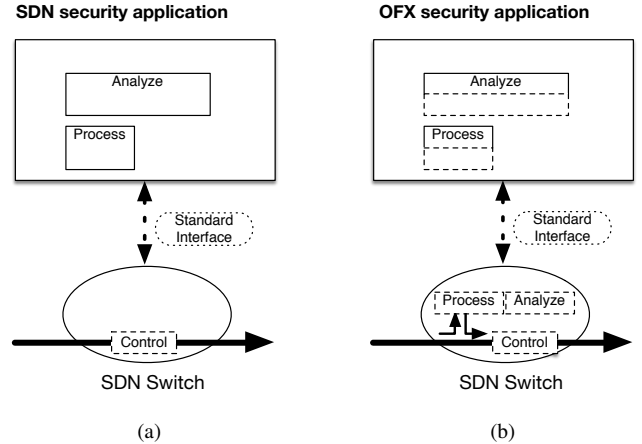 SDN security application
Analyze
Process
Standard
Interface
Control
SDN Switch
(a)
OFX security application
Analyze
Process
Standard
Interface
Process
Analyze
Control
SDN Switch
(b)